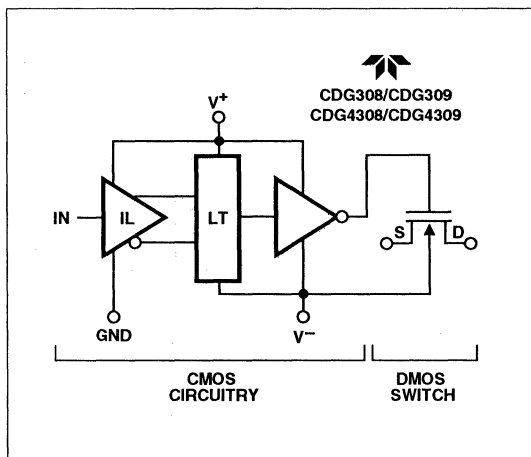 CDG308/CDG309
CDG4308/CDG4309
V+
IN
IL
LT
S
D
GND
V−
CMOS
CIRCUITRY
DMOS
SWITCH